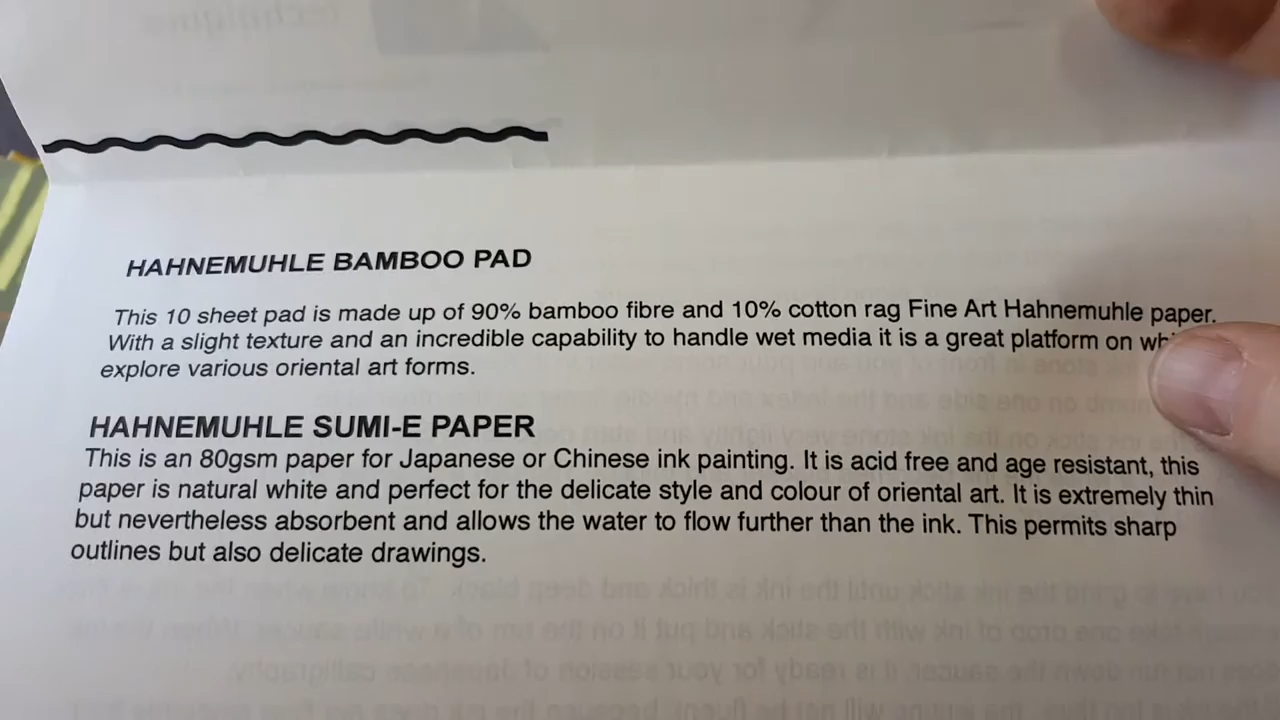 HAHNEMUHLE BAMBOO PAD
This 10 sheet pad is made up of 90% bamboo fibre and 10% cotton rag Fine Art Hahnemuhle paper.
With a slight texture and an incredible capability to handle wet media it is a great platform on
explore various oriental art forms.
HAHNEMUHLE SUMI-E PAPER
This is an 80gsm paper for Japanese or Chinese ink painting. It is acid free and age resistant, this
paper is natural white and perfect for the delicate style and colour of oriental art. It is extremely thin
but nevertheless absorbent and allows the water to flow further than the ink. This permits sharp
outlines but also delicate drawings.